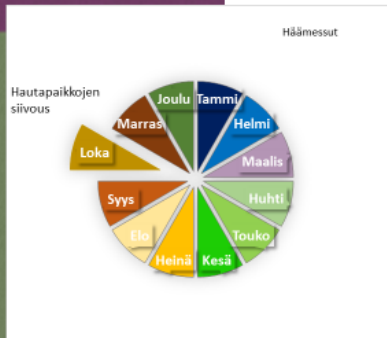 Häämessut
Hautapaikkojen
siivous
Joulu
Tammi
Marras
Helmi
Loka
Maalis
Syys
Huhti
Elo
Touko
Heinä
Kesä